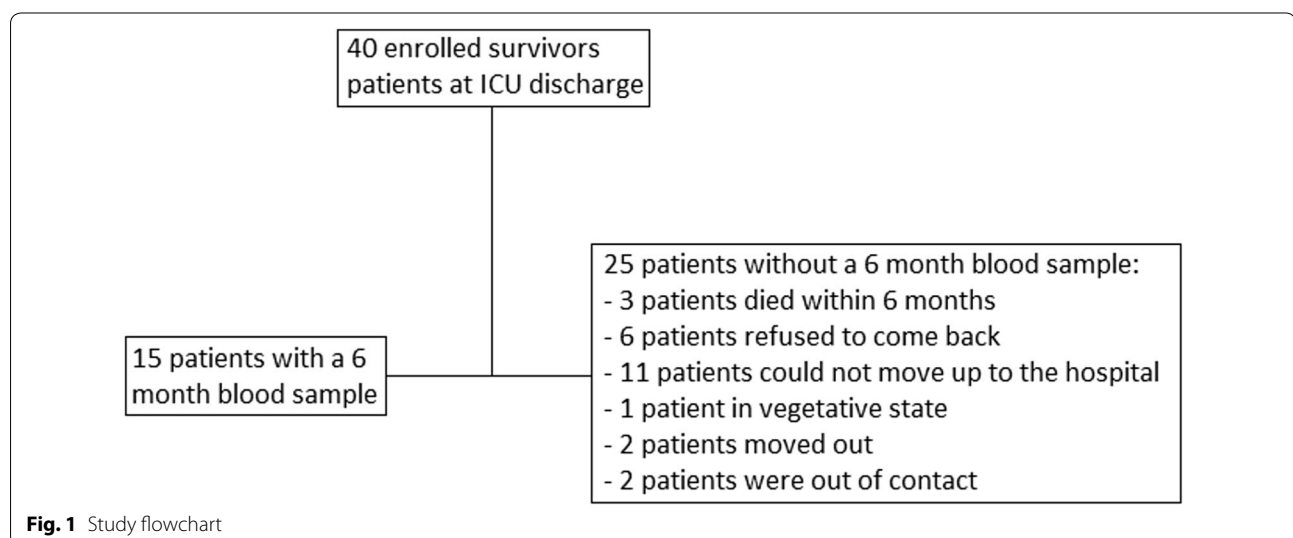 40 enrolled survivors
patients at ICU discharge
15 patients with a 6
month blood sample
25 patients without a 6 month blood sample:
- 3 patients died within 6 months
- 6 patients refused to come back
- 11 patients could not move up to the hospital
- 1 patient in vegetative state
- 2 patients moved out
- 2 patients were out of contact
Fig. 1 Study flowchart